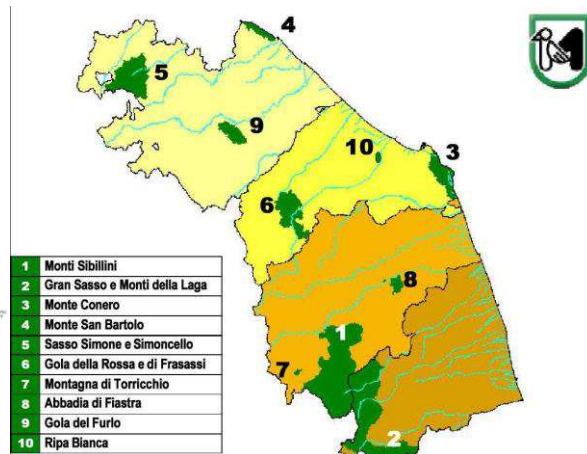 4
5
9
10
3
6
8
1
7
2
1 Monti Sibillini
2 Gran Sasso e Monti della Laga
3 Monte Conero
4 Monte San Bartolo
5 Sasso Simone e Simoncello
6 Gola della Rossa e di Frasassi
7 Montagna di Torricchio
8 Abbadia di Fiastra
9 Gola del Furlo
10 Ripa Bianca